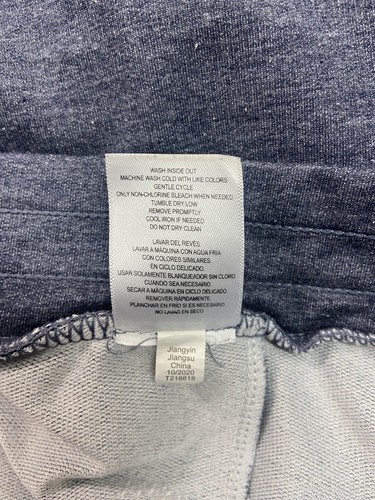 WASH INSIDE OUT
MACHINE WASH COLD WITH LIKE COLORS
GENTLE CYCLE
ONLY NON-CHLORINE BLEACH WHEN NEEDED
TUMBLE DRY LOW
REMOVE PROMPTLY
COOL IRON IF NEEDED
DO NOT DRY CLEAN
LAVAR DEL REVÉS
LAVAR A MÁQUINA CON AGUA FRIA
CON COLORES SIMILARES
EN CICLO DELICADO.
USAR SOLAMENTE BLANQUEADOR SIN CLORO
CUANDO SEA NECESARIO
SECAR A MÁQUINA EN CICLO DELICADO.
REMOVER RÁPIDAMENTE
PLANCHAR EN FRÍO SI ES NECESARIO
NO LAVAR EN SECO
Jiangyin
Jiangsu
China
10/2020
T218818